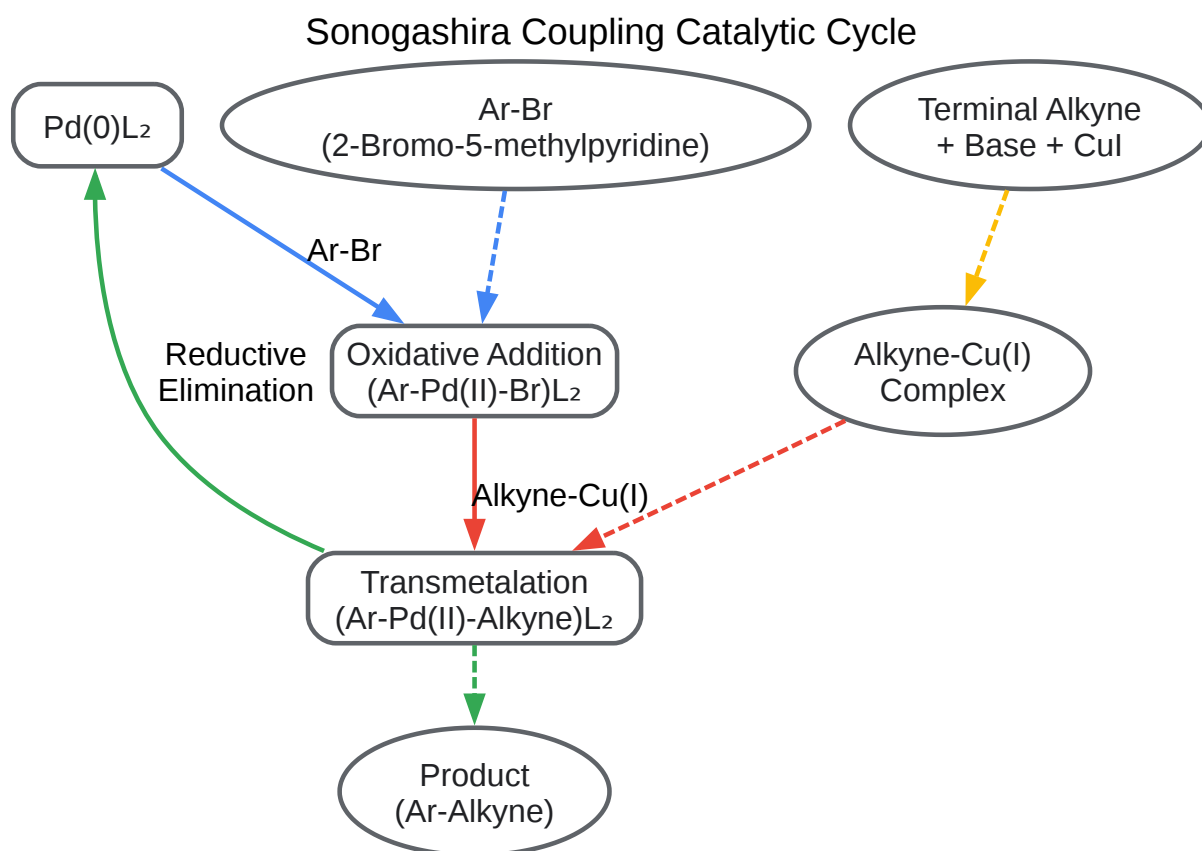 Sonogashira Coupling Catalytic Cycle
Pd(0)L₂
Ar-Br
(2-Bromo-5-methylpyridine)
Terminal Alkyne
+ Base + CuI
Ar-Br
Reductive
Elimination
Oxidative Addition
(Ar-Pd(II)-Br)L₂
Alkyne-Cu(I)
Complex
Alkyne-Cu(I)
Transmetalation
(Ar-Pd(II)-Alkyne)L₂
Product
(Ar-Alkyne)